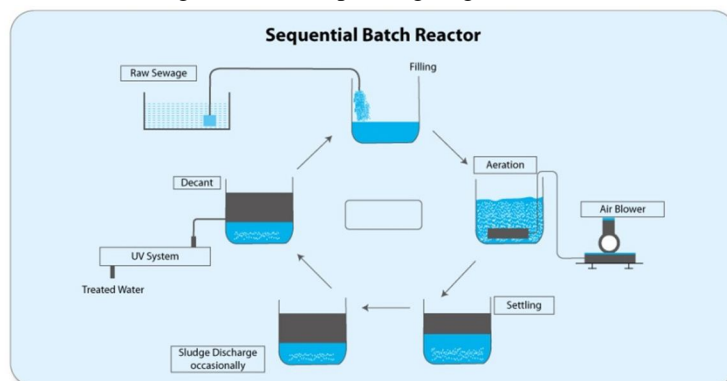 Sequential Batch Reactor
Raw Sewage
Filling
Aeration
Air Blower
Decant
UV System
Treated Water
Settling
Sludge Discharge
occasionally